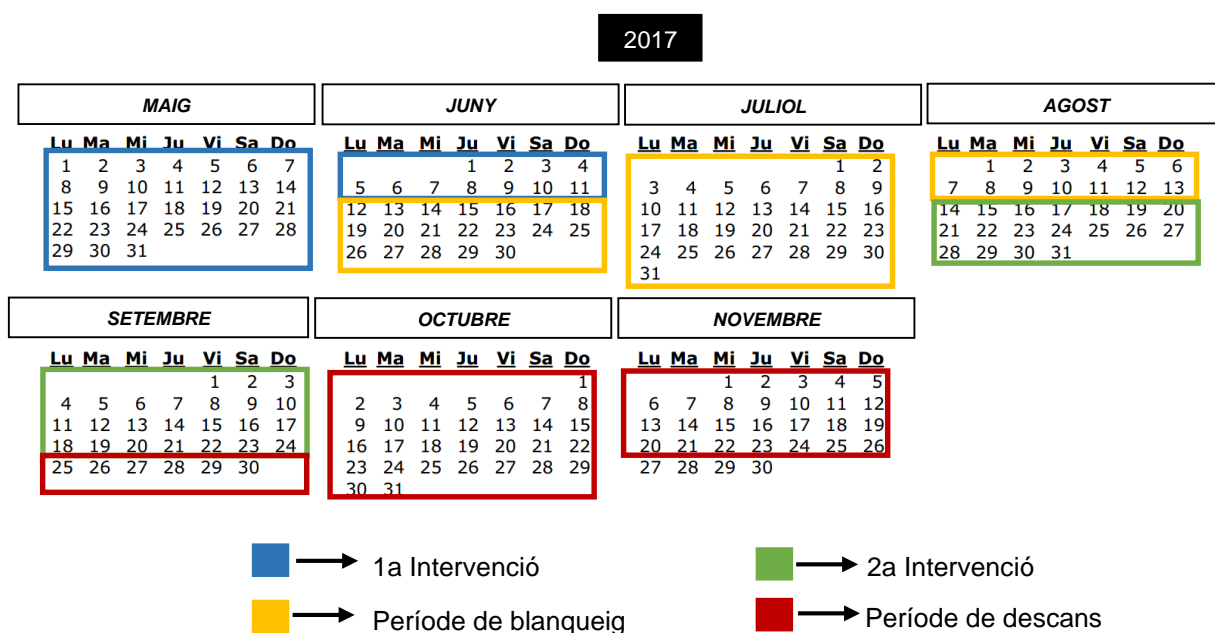 2017
MAIG
Lu Ma Mi Ju Vi Sa Do
1 2 3 4 5 6 7
8 9 10 11 12 13 14
15 16 17 18 19 20 21
22 23 24 25 26 27 28
29 30 31
JUNY
Lu Ma Mi Ju Vi Sa Do
1 2 3 4
5 6 7 8 9 10 11
12 13 14 15 16 17 18
19 20 21 22 23 24 25
26 27 28 29 30
JULIOL
Lu Ma Mi Ju Vi Sa Do
1 2
3 4 5 6 7 8 9
10 11 12 13 14 15 16
17 18 19 20 21 22 23
24 25 26 27 28 29 30
31
AGOST
Lu Ma Mi Ju Vi Sa Do
1 2 3 4 5 6
7 8 9 10 11 12 13
14 15 16 17 18 19 20
21 22 23 24 25 26 27
28 29 30 31
SETEMBRE
Lu Ma Mi Ju Vi Sa Do
1 2 3
4 5 6 7 8 9 10
11 12 13 14 15 16 17
18 19 20 21 22 23 24
25 26 27 28 29 30
OCTUBRE
Lu Ma Mi Ju Vi Sa Do
1
2 3 4 5 6 7 8
9 10 11 12 13 14 15
16 17 18 19 20 21 22
23 24 25 26 27 28 29
30 31
NOVEMBRE
Lu Ma Mi Ju Vi Sa Do
1 2 3 4 5
6 7 8 9 10 11 12
13 14 15 16 17 18 19
20 21 22 23 24 25 26
27 28 29 30
1a Intervenció
2a Intervenció
Període de blanqueig
Període de descans